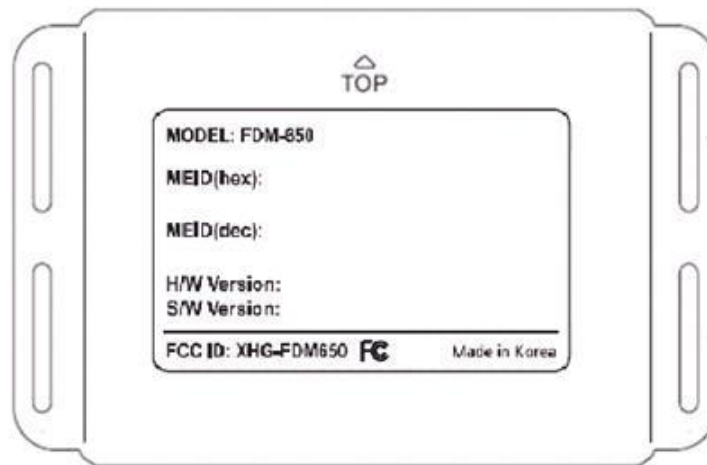 TOP
MODEL: FDM-650
MEID(hex):
MEID(dec):
H/W Version:
S/W Version:
FCC ID: XHG-FDM650 FC Made in Korea